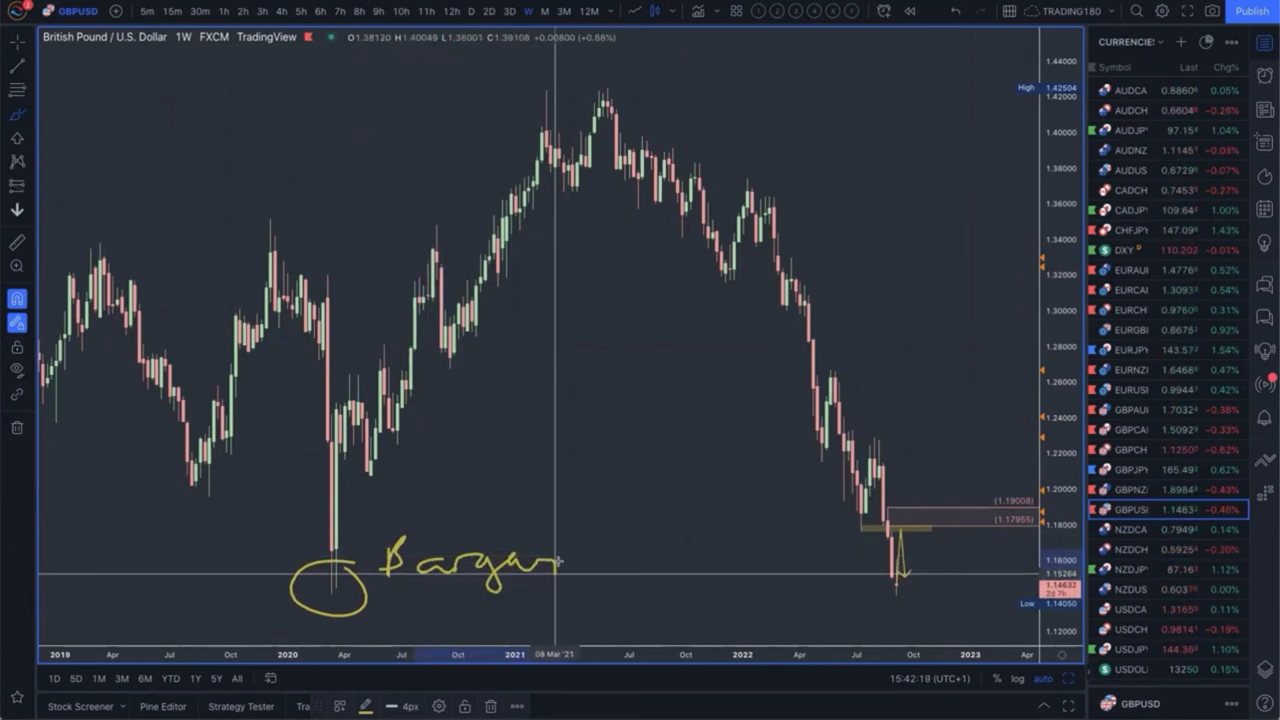 GBPUSD 5m 15m 30m 1h 2h 3h 4h 5h 6h 7h 8h 9h 10h 11h 12h D 2D 3D W M 3M 12M TRADING180 Publish
British Pound / U.S. Dollar 1W FXCM TradingView O1.38120 H1.40049 L1.38001 C1.39108 +0.00800 (+0.58%)
CURRENCIES
Symbol Last Chg%
AUDCA 0.8860 0.05%
AUDCH 0.6604 -0.28%
AUDJP 97.15 1.04%
AUDNZ 1.1145 -0.03%
AUDUS 0.6729 -0.07%
CADCH 0.7453 -0.27%
CADJP 109.64 1.00%
CHFJP 147.09 1.43%
DXY D 110.202 -0.01%
EURAU 1.4776 0.52%
EURCA 1.3093 0.54%
EURCH 0.9760 0.31%
EURGB 0.8675 0.92%
EURJP 143.57 1.54%
EURNZ 1.6468 0.47%
EURUS 0.9944 0.42%
GBPAU 1.7032 -0.38%
GBPCA 1.5092 -0.33%
GBPCH 1.1250 -0.62%
GBPJP 165.49 0.62%
GBPNZ 1.8984 -0.43%
GBPUS 1.1463 -0.46%
NZDCA 0.7949 0.14%
NZDCH 0.5925 -0.20%
NZDJP 87.16 1.12%
NZDUS 0.6037 0.00%
USDCA 1.3165 0.11%
USDCH 0.9814 -0.19%
USDJP 144.36 1.10%
USDOL 13250 0.15%
GBPUSD
1.44000
High 1.42504
1.42000
1.40000
1.38000
1.36000
1.34000
1.32000
1.30000
1.28000
1.26000
1.24000
1.22000
1.20000
(1.19008)
(1.17955) 1.18000
1.16000
1.15264
1.14632
2d 7h
Low 1.14050
1.12000
Bargan
2019 Apr Jul Oct 2020 Apr Jul Oct 2021 08 Mar '21 Jul Oct 2022 Apr Jul Oct 2023 Apr
1D 5D 1M 3M 6M YTD 1Y 5Y All 15:42:19 (UTC+1) % log auto
Stock Screener Pine Editor Strategy Tester Tra 4px